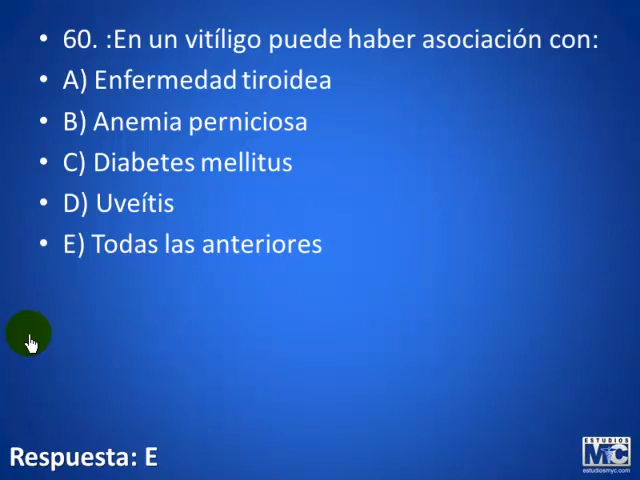 • 60. :En un vitíligo puede haber asociación con:
• A) Enfermedad tiroidea
• B) Anemia perniciosa
• C) Diabetes mellitus
• D) Uveítis
• E) Todas las anteriores
Respuesta: E
ESTUDIOS
MC
estudiosmyc.com